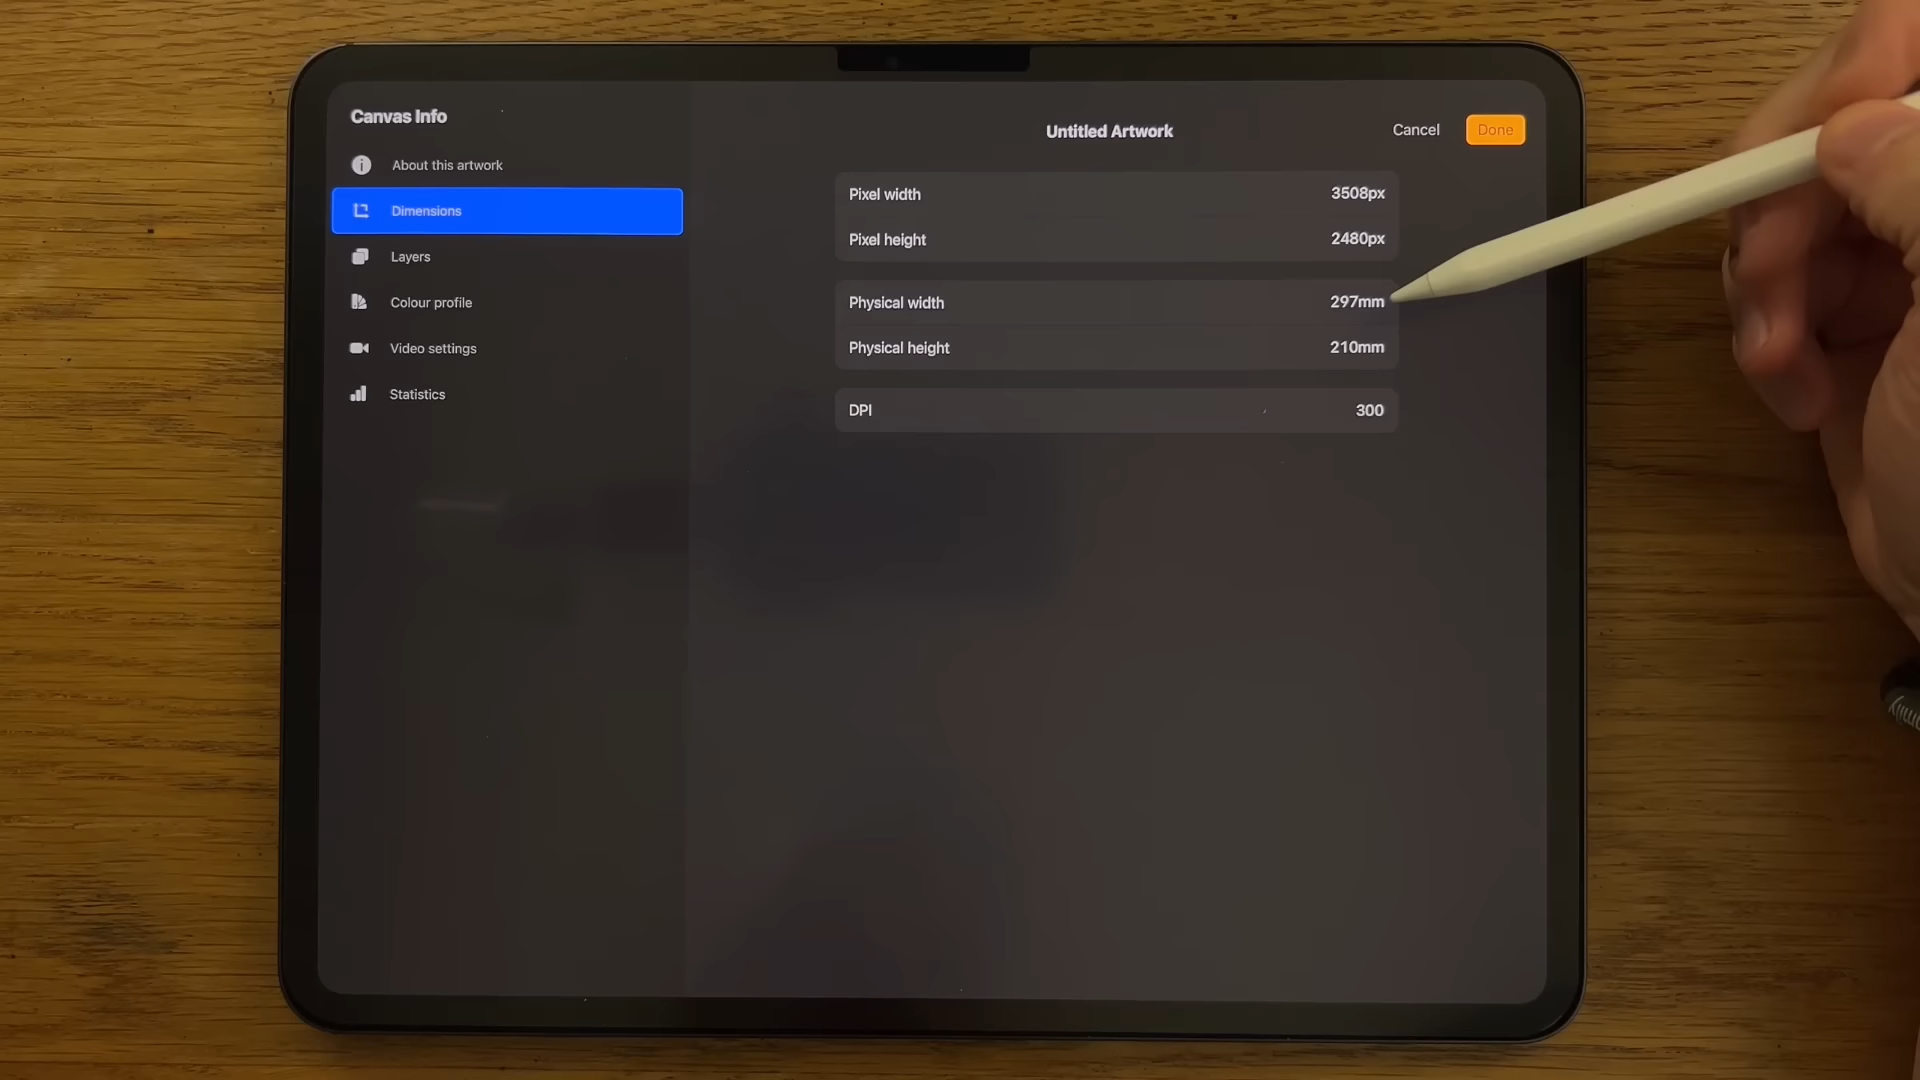 Canvas Info
About this artwork
Dimensions
Layers
Colour profile
Video settings
Statistics
Untitled Artwork
Cancel
Done
Pixel width 3508px
Pixel height 2480px
Physical width 297mm
Physical height 210mm
DPI 300